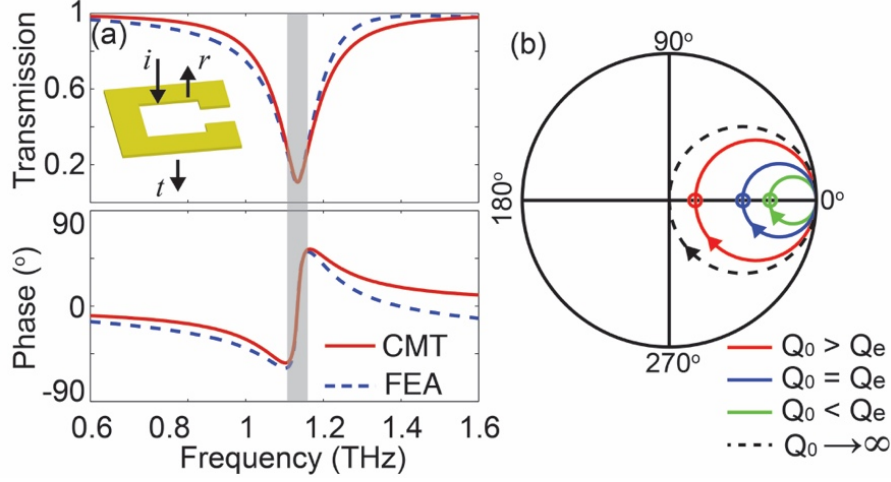 (a)
i
r
t
Transmission
1
0.6
0.2
Phase (°)
90
0
-90
CMT
FEA
0.6
0.8
1
1.2
1.4
1.6
Frequency (THz)
(b)
90°
180°
0°
270°
Q₀ > Qₑ
Q₀ = Qₑ
Q₀ < Qₑ
Q₀ →∞